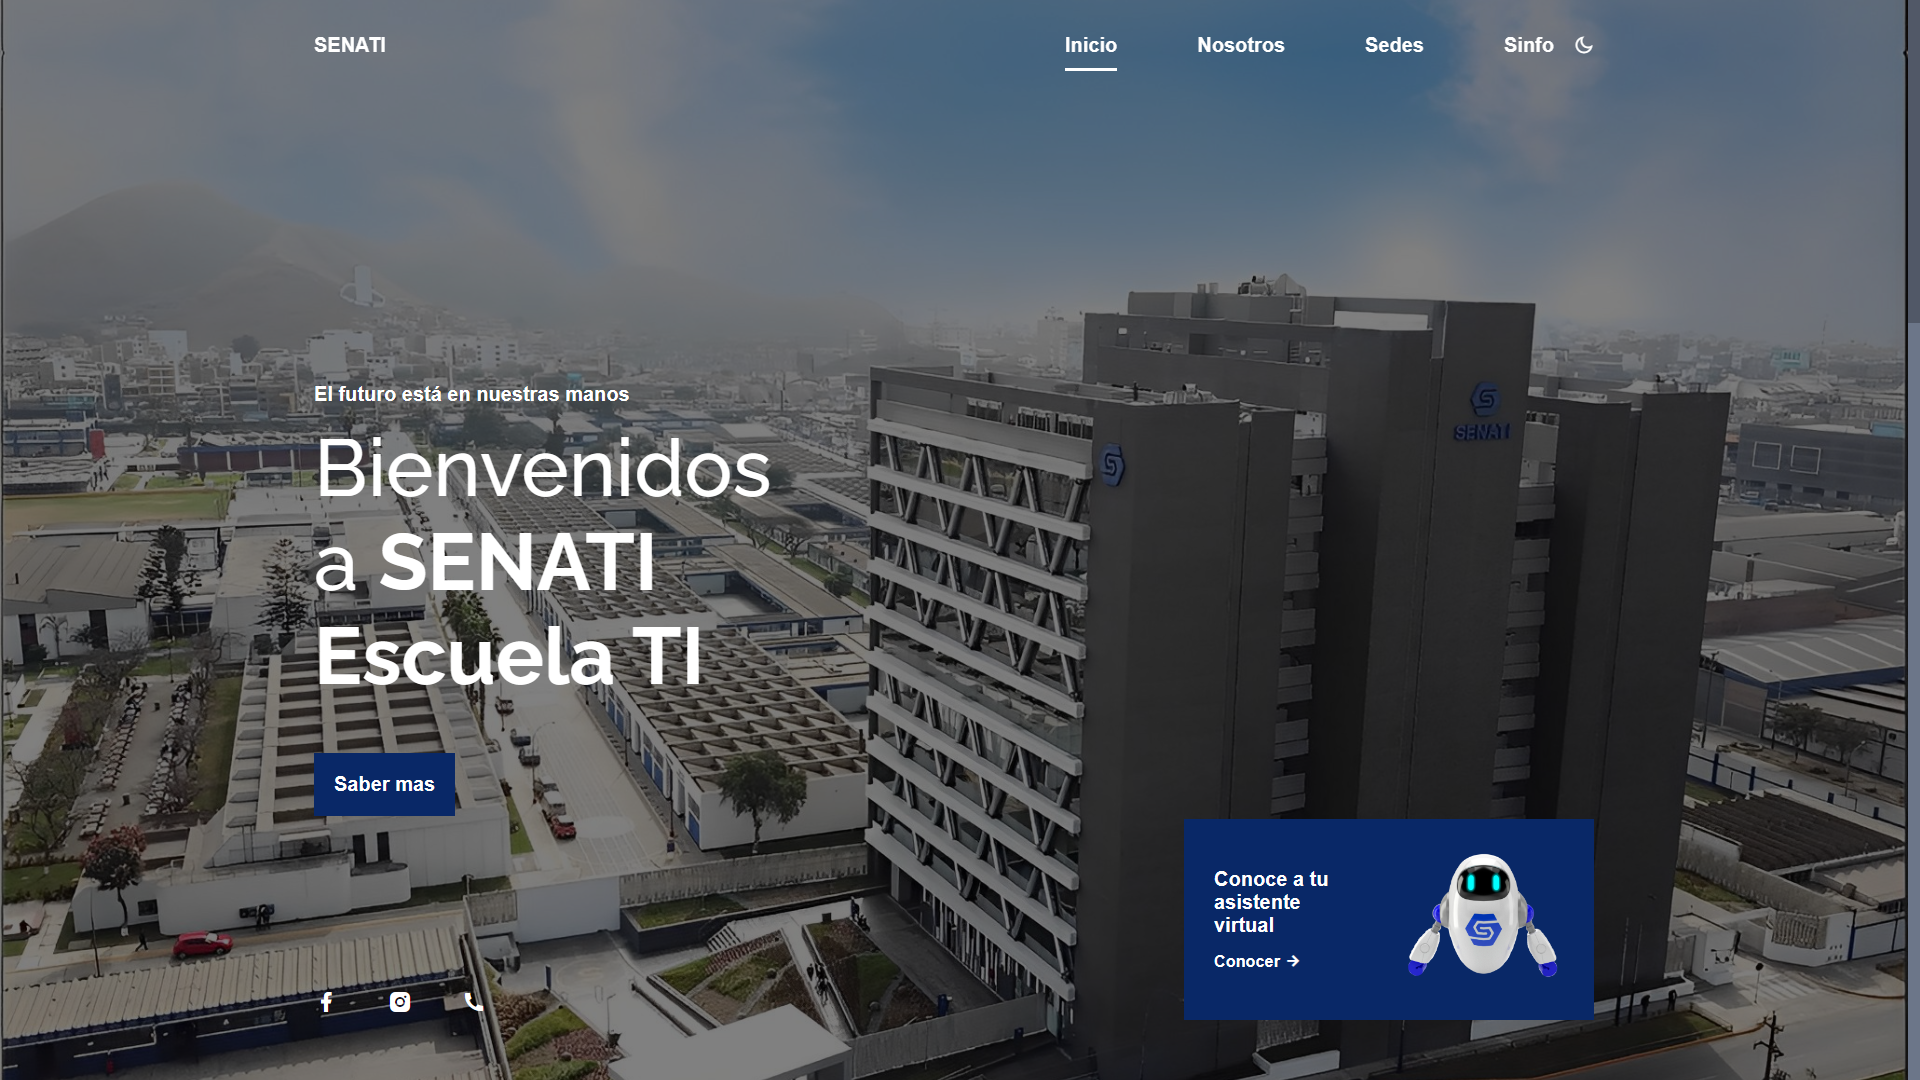 SENATI
Inicio
Nosotros
Sedes
Sinfo
SENATI
El futuro está en nuestras manos
Bienvenidos
a SENATI
Escuela TI
Saber mas
Conoce a tu
asistente
virtual
Conocer →